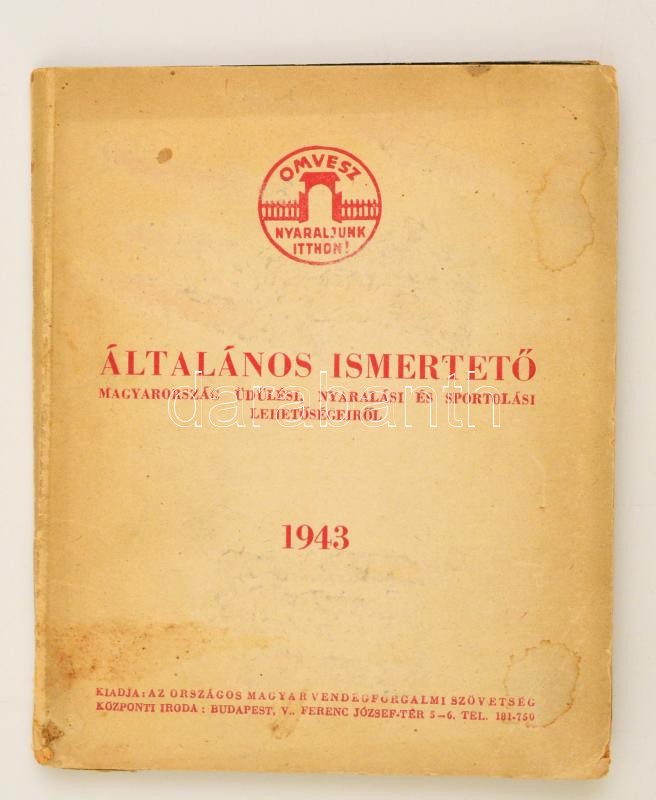 OMVESZ
NYARALJUNK
ITTHON!
ÁLTALÁNOS ISMERTETŐ
MAGYARORSZÁG ÜDÜLÉSI, NYARALÁSI ÉS SPORTOLÁSI
LEHETŐSÉGEIRŐL
darabanth
1943
KIADJA: AZ ORSZÁGOS MAGYAR VENDÉGFORGALMI SZÖVETSÉG
KÖZPONTI IRODA: BUDAPEST, V., FERENC JÓZSEF-TÉR 5–6. TEL. 181-750